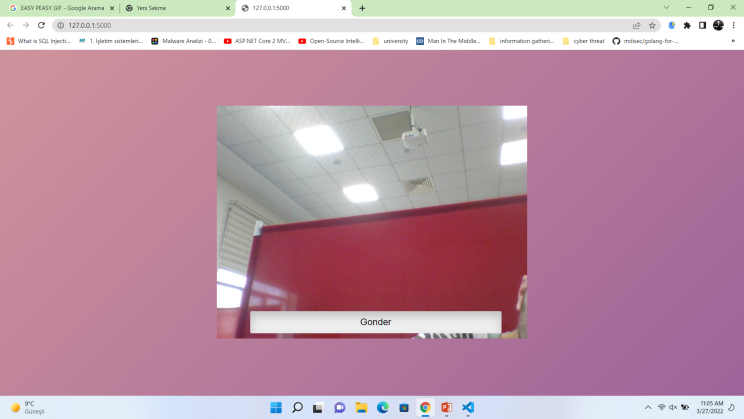 EASY PEASY GIF - Google Arama
Yeni Sekme
127.0.0.1:5000
127.0.0.1:5000
What is SQL Injecti...
1. İşletim sistemleri...
Malware Analizi - 0...
ASP.NET Core 2 MV...
Open-Source Intelli...
university
Man In The Middle...
information gatheri...
cyber threat
mdisec/golang-for-...
»
Gonder
9°C
Güneşli
11:05 AM
3/27/2022